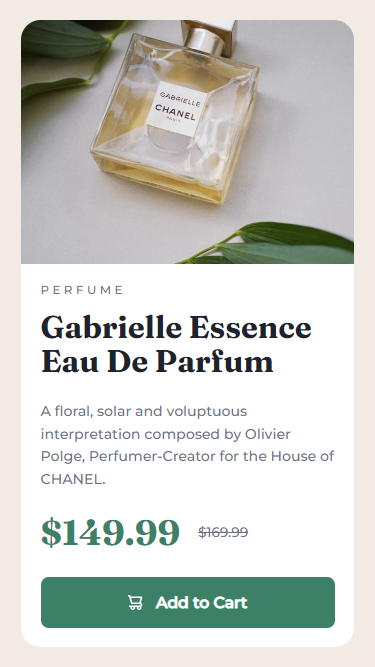 GABRIELLE
CHANEL
PARIS
PERFUME
Gabrielle Essence
Eau De Parfum
A floral, solar and voluptuous
interpretation composed by Olivier
Polge, Perfumer-Creator for the House of
CHANEL.
$149.99 $169.99
Add to Cart